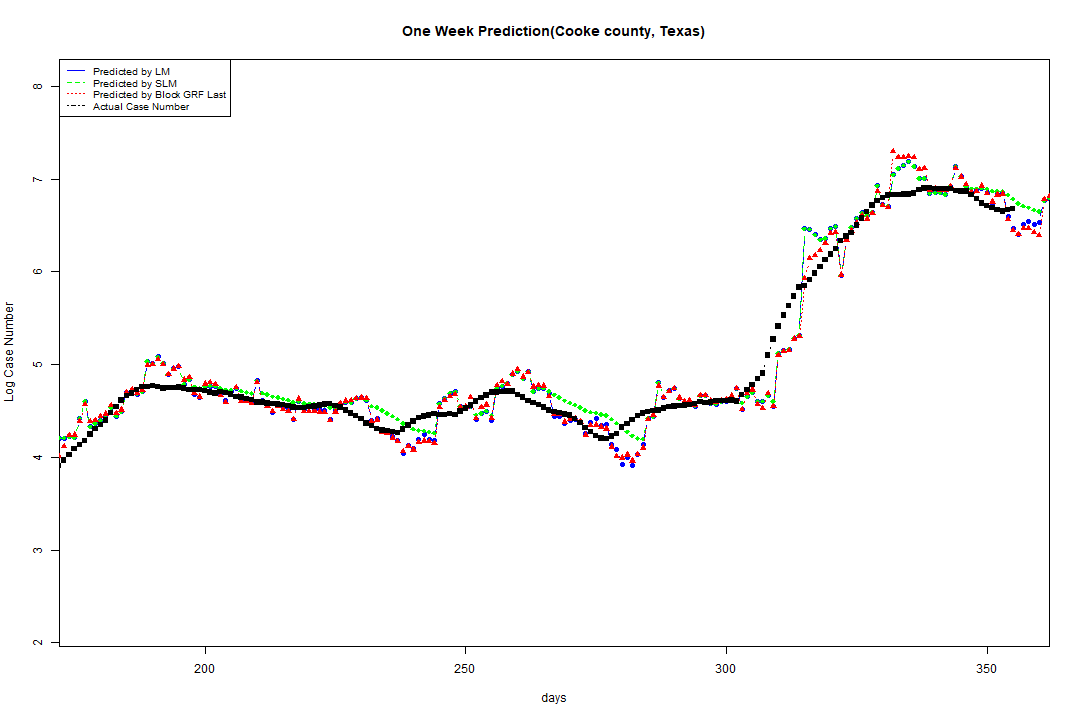 One Week Prediction(Cooke county, Texas)
Predicted by LM
Predicted by SLM
Predicted by Block GRF Last
Actual Case Number
8
7
6
5
4
3
2
Log Case Number
200
250
300
350
days